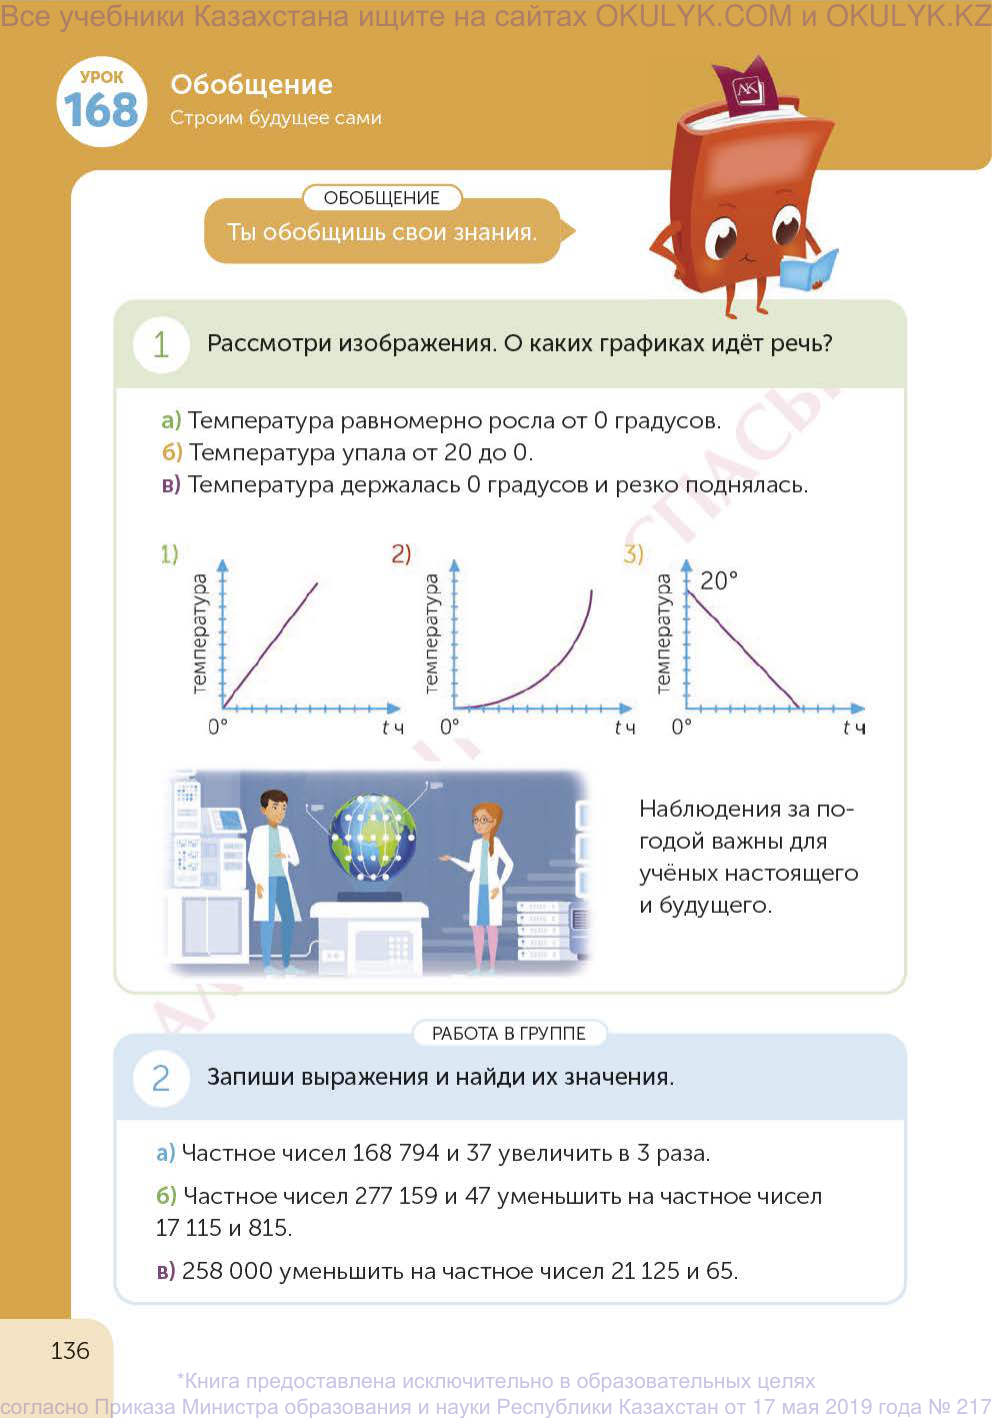 Все учебники Казахстана ищите на сайтах OKULYK.COM и OKULYK.KZ
УРОК
168
Обобщение
Строим будущее сами
АК
ОБОБЩЕНИЕ
Ты обобщишь свои знания.
1
Рассмотри изображения. О каких графиках идёт речь?
а) Температура равномерно росла от 0 градусов.
б) Температура упала от 20 до 0.
в) Температура держалась 0 градусов и резко поднялась.
1)
2)
3)
температура
температура
температура
20°
0°
t ч
0°
t ч
0°
t ч
Наблюдения за по-
годой важны для
учёных настоящего
и будущего.
РАБОТА В ГРУППЕ
2
Запиши выражения и найди их значения.
а) Частное чисел 168 794 и 37 увеличить в 3 раза.
б) Частное чисел 277 159 и 47 уменьшить на частное чисел
17 115 и 815.
в) 258 000 уменьшить на частное чисел 21 125 и 65.
136
*Книга предоставлена исключительно в образовательных целях
согласно Приказа Министра образования и науки Республики Казахстан от 17 мая 2019 года № 217